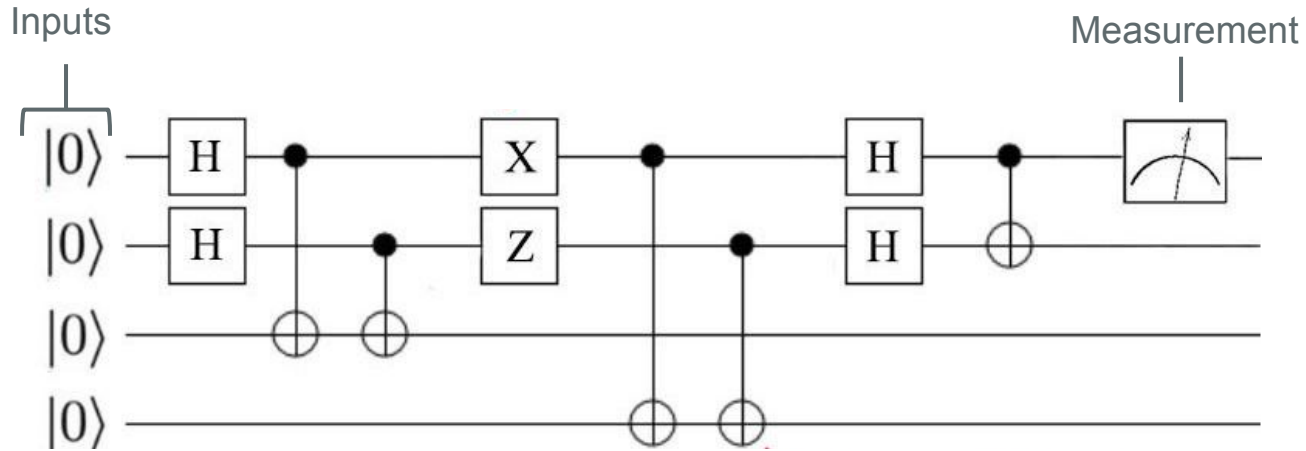 Inputs
Measurement
|0⟩ H X H
|0⟩ H Z H
|0⟩
|0⟩